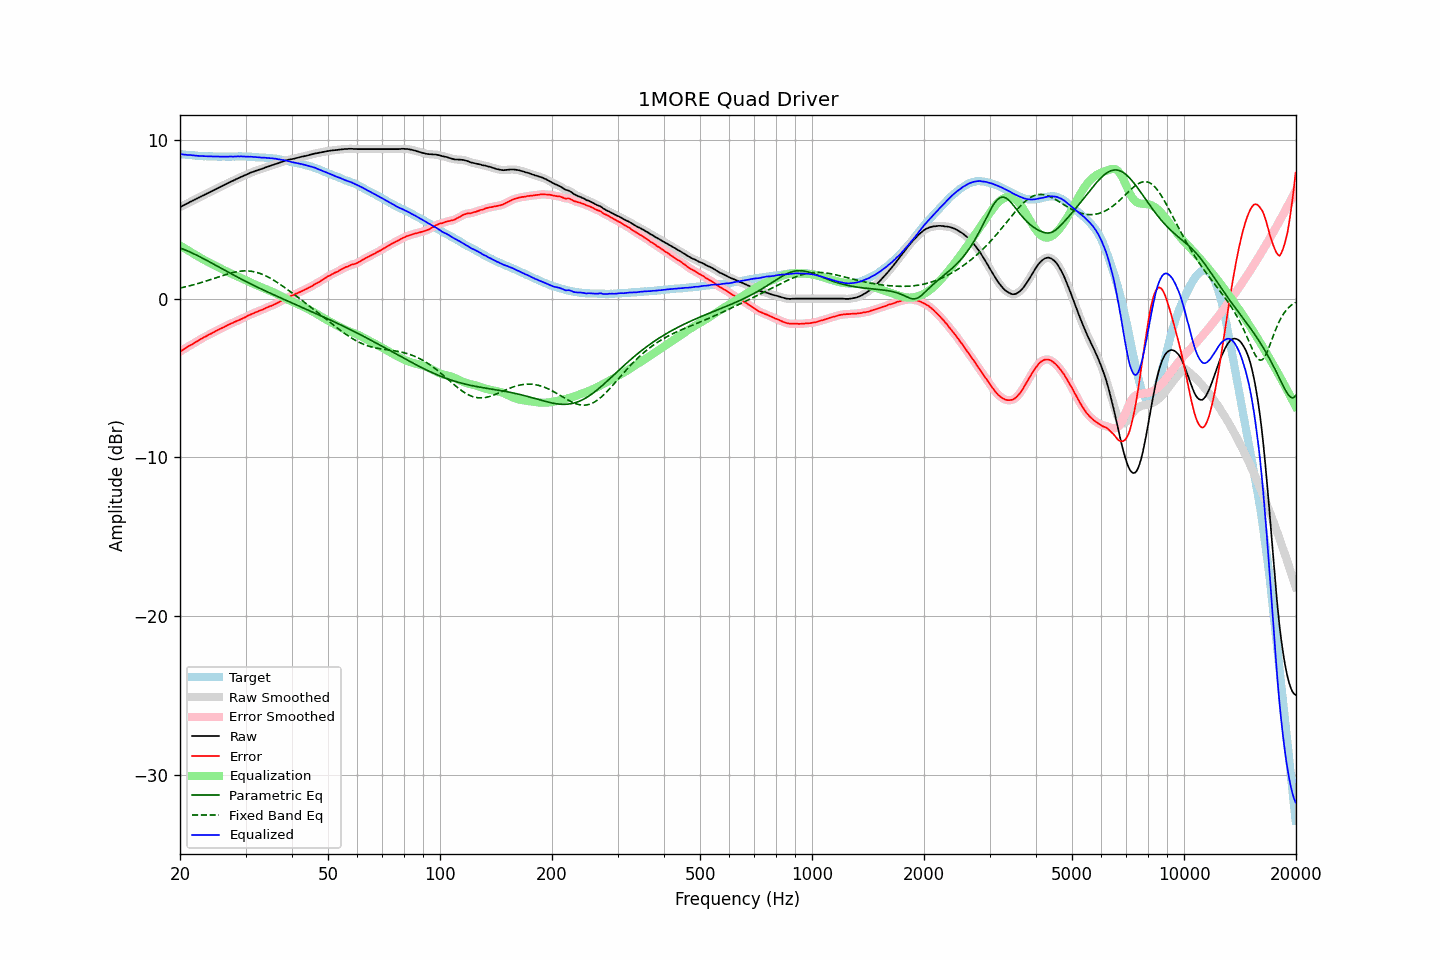 1MORE Quad Driver
Amplitude (dBr)
10
0
−10
−20
−30
Target
Raw Smoothed
Error Smoothed
Raw
Error
Equalization
Parametric Eq
Fixed Band Eq
Equalized
20 50 100 200 500 1000 2000 5000 10000 20000
Frequency (Hz)